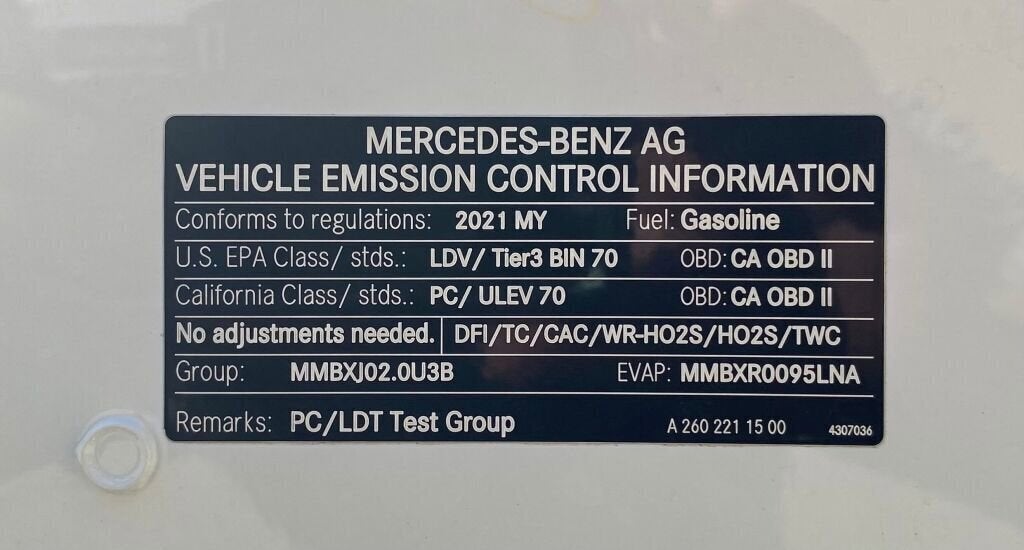 MERCEDES-BENZ AG
VEHICLE EMISSION CONTROL INFORMATION
Conforms to regulations: 2021 MY Fuel: Gasoline
U.S. EPA Class/ stds.: LDV/ Tier3 BIN 70 OBD: CA OBD II
California Class/ stds.: PC/ ULEV 70 OBD: CA OBD II
No adjustments needed. DFI/TC/CAC/WR-HO2S/HO2S/TWC
Group: MMBXJ02.0U3B EVAP: MMBXR0095LNA
Remarks: PC/LDT Test Group A 260 221 15 00 4307036